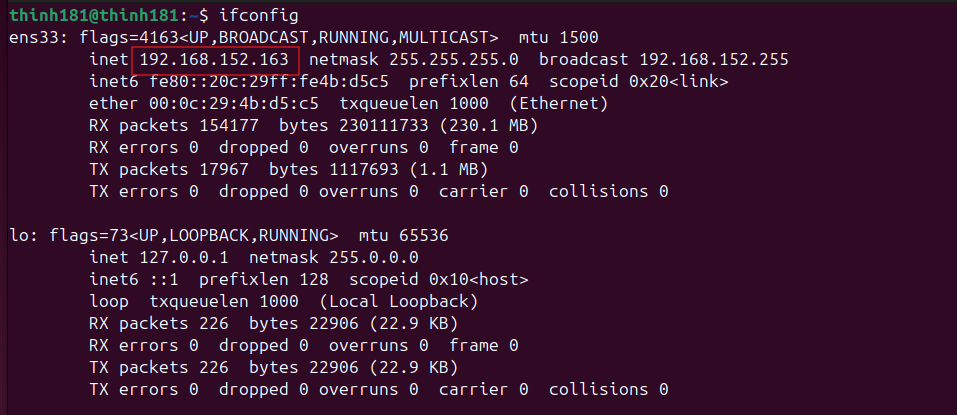 thinh181@thinh181:~$ ifconfig
ens33: flags=4163<UP,BROADCAST,RUNNING,MULTICAST>  mtu 1500
        inet 192.168.152.163  netmask 255.255.255.0  broadcast 192.168.152.255
        inet6 fe80::20c:29ff:fe4b:d5c5  prefixlen 64  scopeid 0x20<link>
        ether 00:0c:29:4b:d5:c5  txqueuelen 1000  (Ethernet)
        RX packets 154177  bytes 230111733 (230.1 MB)
        RX errors 0  dropped 0  overruns 0  frame 0
        TX packets 17967  bytes 1117693 (1.1 MB)
        TX errors 0  dropped 0 overruns 0  carrier 0  collisions 0

lo: flags=73<UP,LOOPBACK,RUNNING>  mtu 65536
        inet 127.0.0.1  netmask 255.0.0.0
        inet6 ::1  prefixlen 128  scopeid 0x10<host>
        loop  txqueuelen 1000  (Local Loopback)
        RX packets 226  bytes 22906 (22.9 KB)
        RX errors 0  dropped 0  overruns 0  frame 0
        TX packets 226  bytes 22906 (22.9 KB)
        TX errors 0  dropped 0 overruns 0  carrier 0  collisions 0